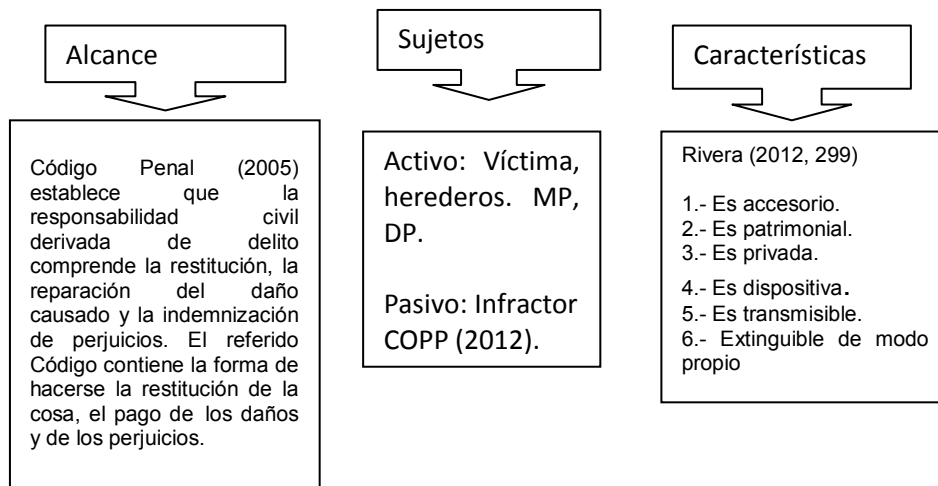 Alcance
Código Penal (2005)
establece que la
responsabilidad civil
derivada de delito
comprende la restitución, la
reparación del daño
causado y la indemnización
de perjuicios. El referido
Código contiene la forma de
hacerse la restitución de la
cosa, el pago de los daños
y de los perjuicios.
Sujetos
Activo: Víctima,
herederos. MP,
DP.
Pasivo: Infractor
COPP (2012).
Características
Rivera (2012, 299)
1.- Es accesorio.
2.- Es patrimonial.
3.- Es privada.
4.- Es dispositiva.
5.- Es transmisible.
6.- Extinguible de modo
propio